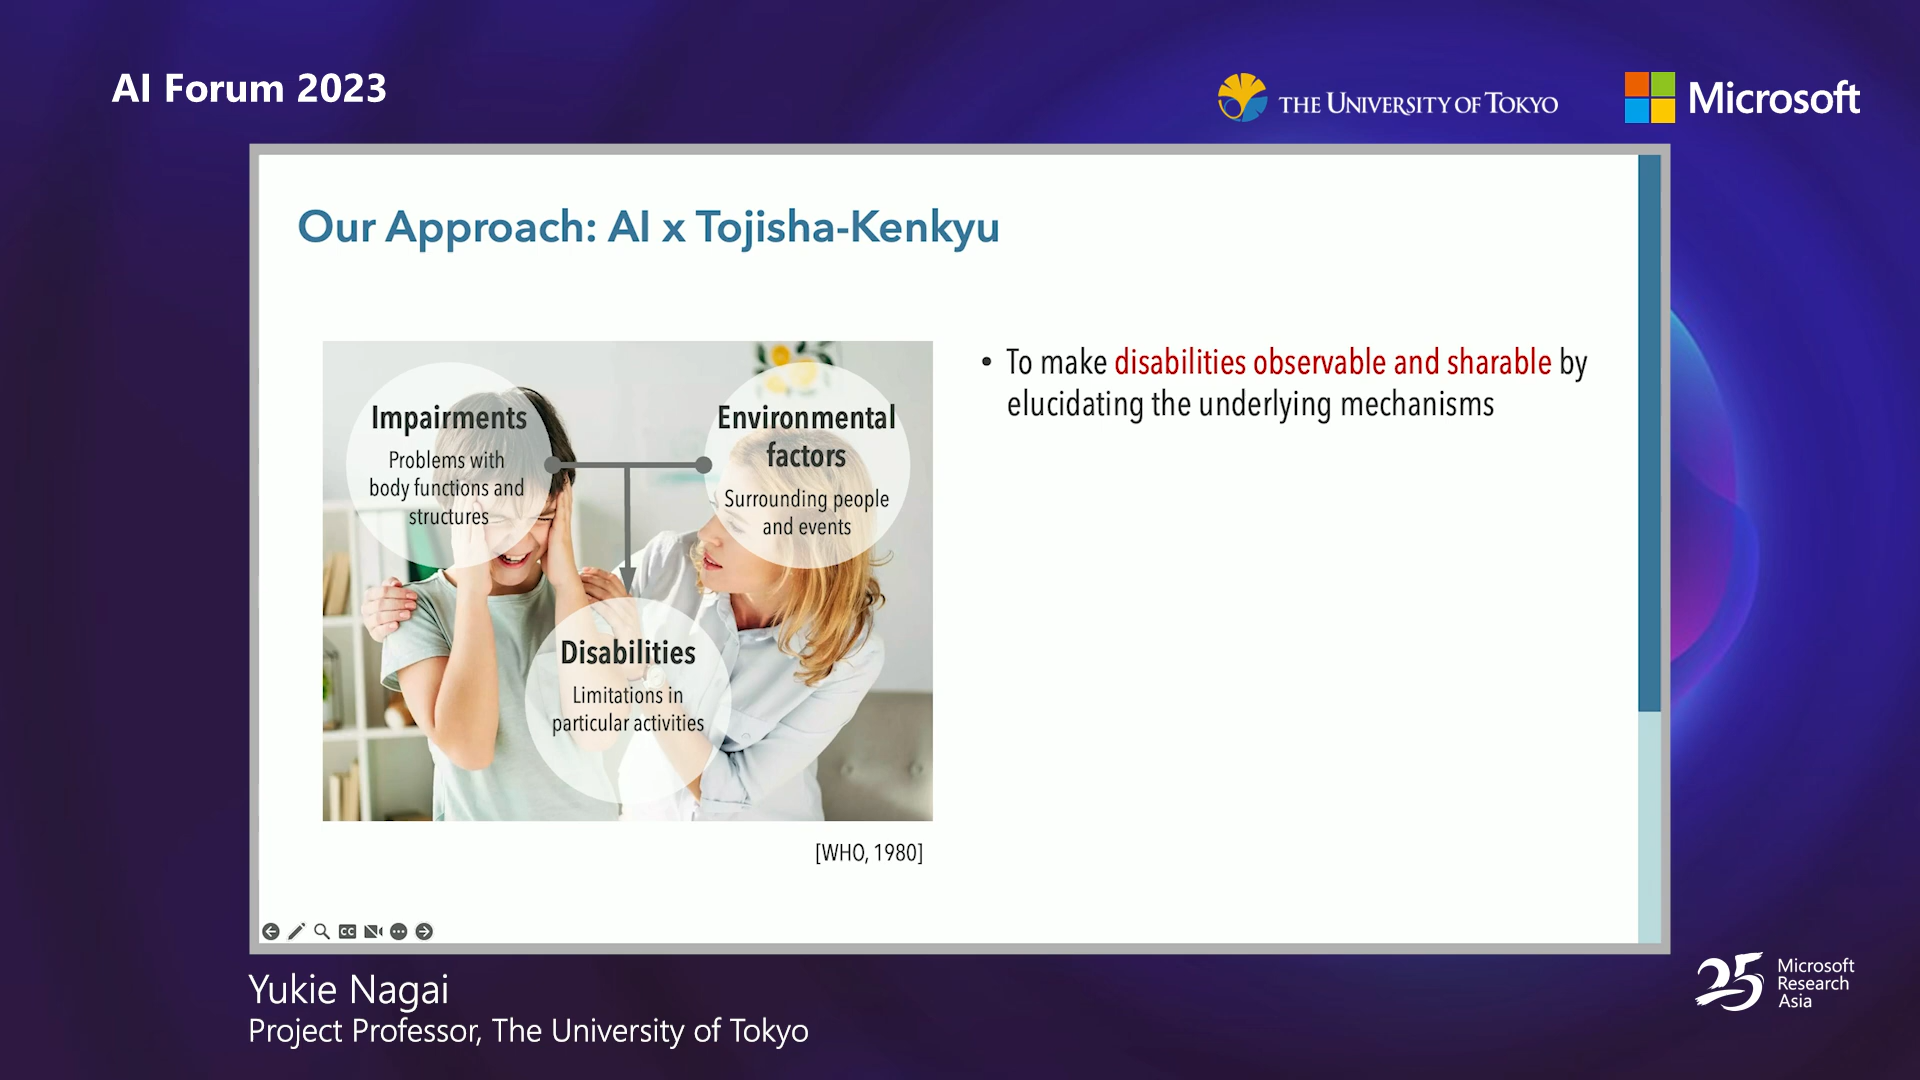 AI Forum 2023
THE UNIVERSITY OF TOKYO
Microsoft
Our Approach: AI x Tojisha-Kenkyu
Impairments
Problems with
body functions and
structures
Environmental
factors
Surrounding people
and events
Disabilities
Limitations in
particular activities
[WHO, 1980]
• To make disabilities observable and sharable by
elucidating the underlying mechanisms
CC
Yukie Nagai
Project Professor, The University of Tokyo
25
Microsoft
Research
Asia